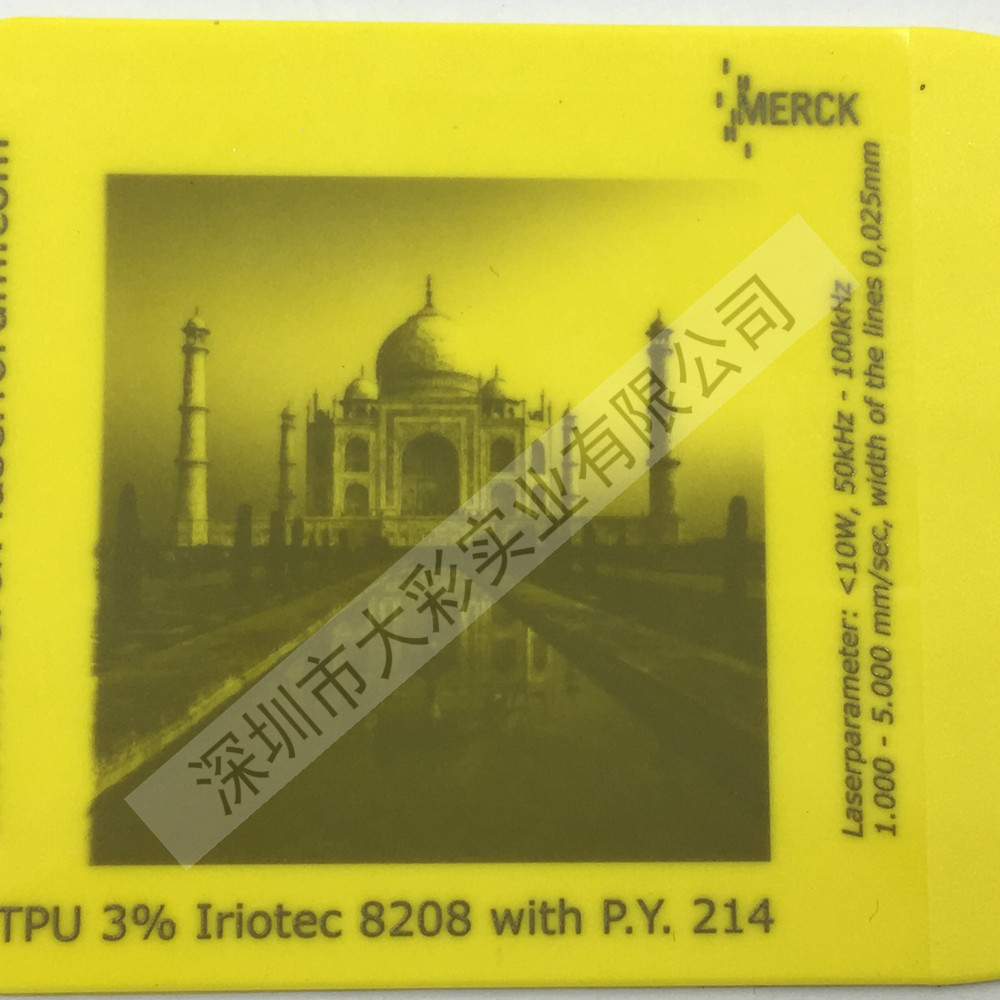 MERCK
Laserparameter: <10W, 50kHz - 100kHz
1.000 - 5.000 mm/sec, width of the lines 0,025mm
深圳市大彩实业有限公司
TPU 3% Iriotec 8208 with P.Y. 214